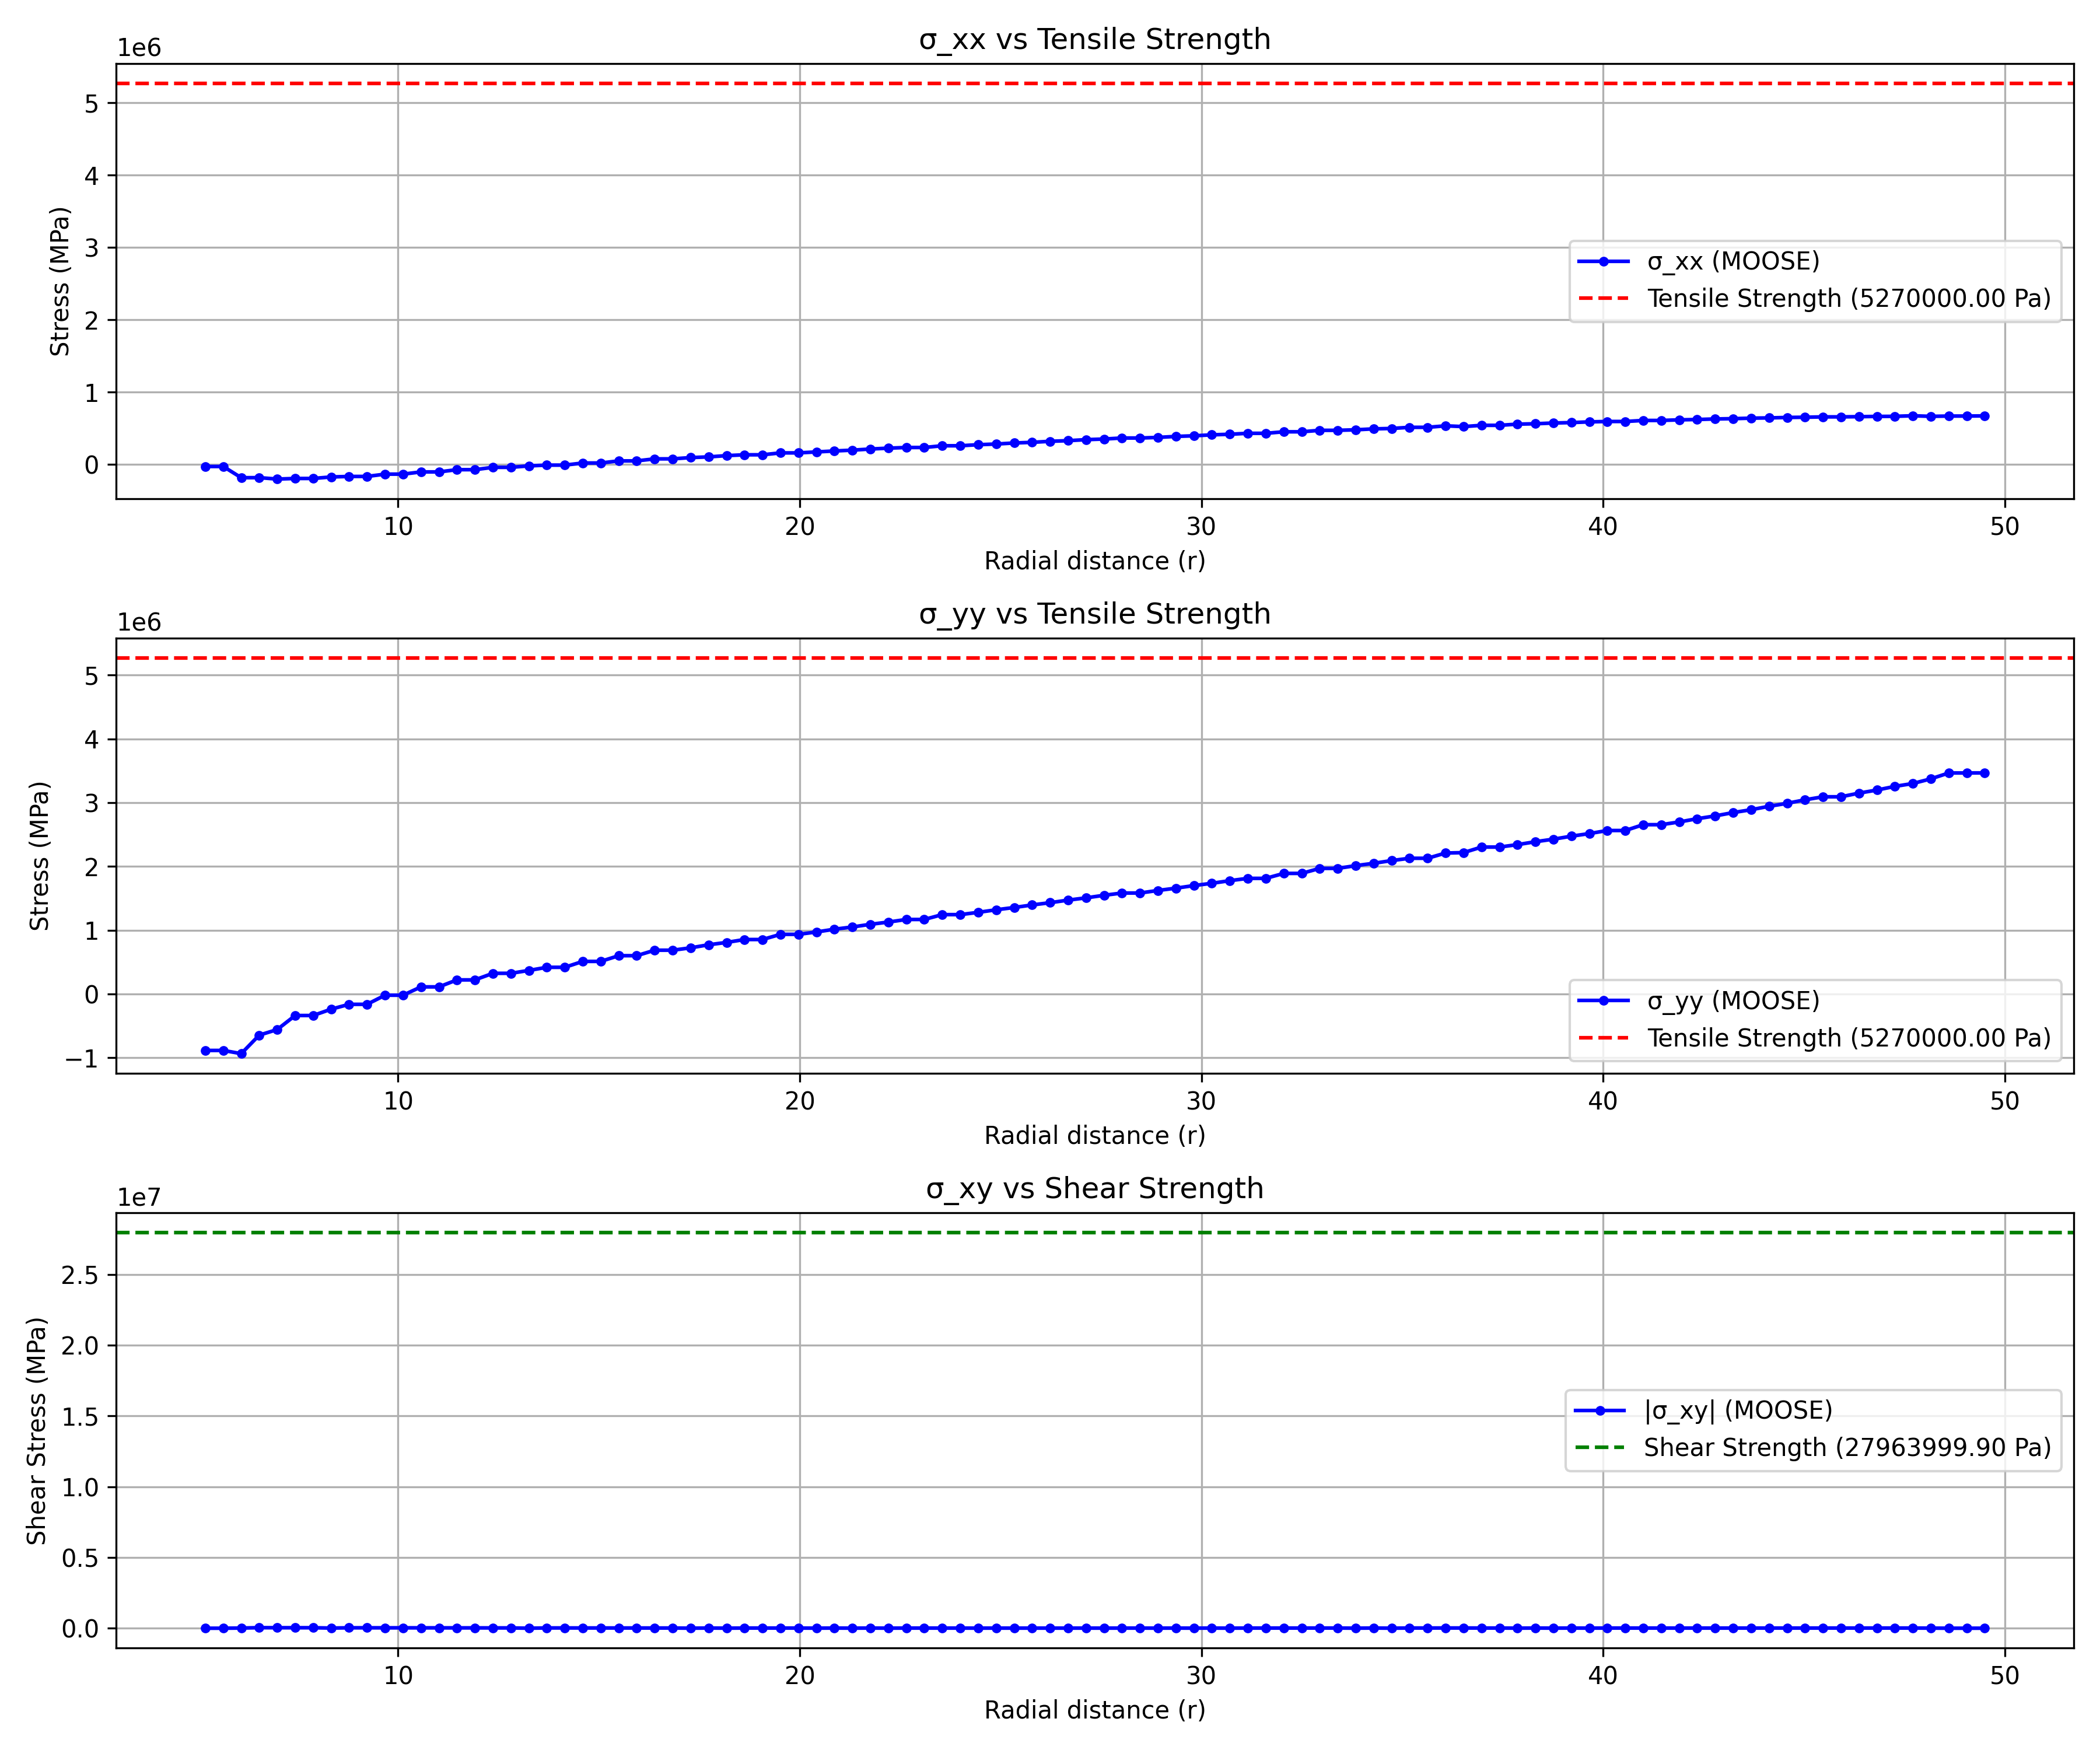 σ_xx vs Tensile Strength
1e6
5
4
3
2
1
0
Stress (MPa)
σ_xx (MOOSE)
Tensile Strength (5270000.00 Pa)
10 20 30 40 50
Radial distance (r)
σ_yy vs Tensile Strength
1e6
5
4
3
2
1
0
−1
Stress (MPa)
σ_yy (MOOSE)
Tensile Strength (5270000.00 Pa)
10 20 30 40 50
Radial distance (r)
σ_xy vs Shear Strength
1e7
2.5
2.0
1.5
1.0
0.5
0.0
Shear Stress (MPa)
|σ_xy| (MOOSE)
Shear Strength (27963999.90 Pa)
10 20 30 40 50
Radial distance (r)